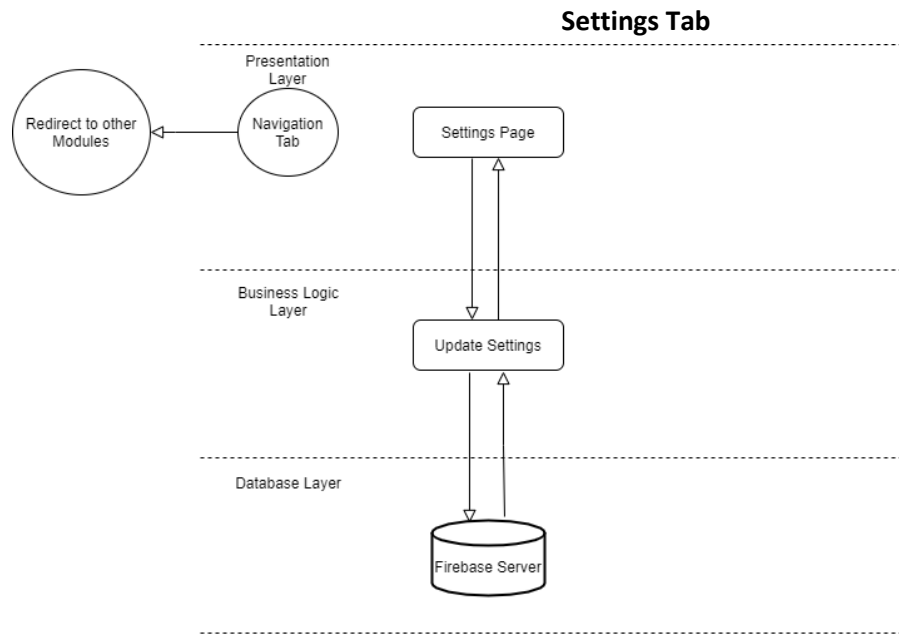 Settings Tab
Presentation
Layer
Redirect to other
Modules
Navigation
Tab
Settings Page
Business Logic
Layer
Update Settings
Database Layer
Firebase Server